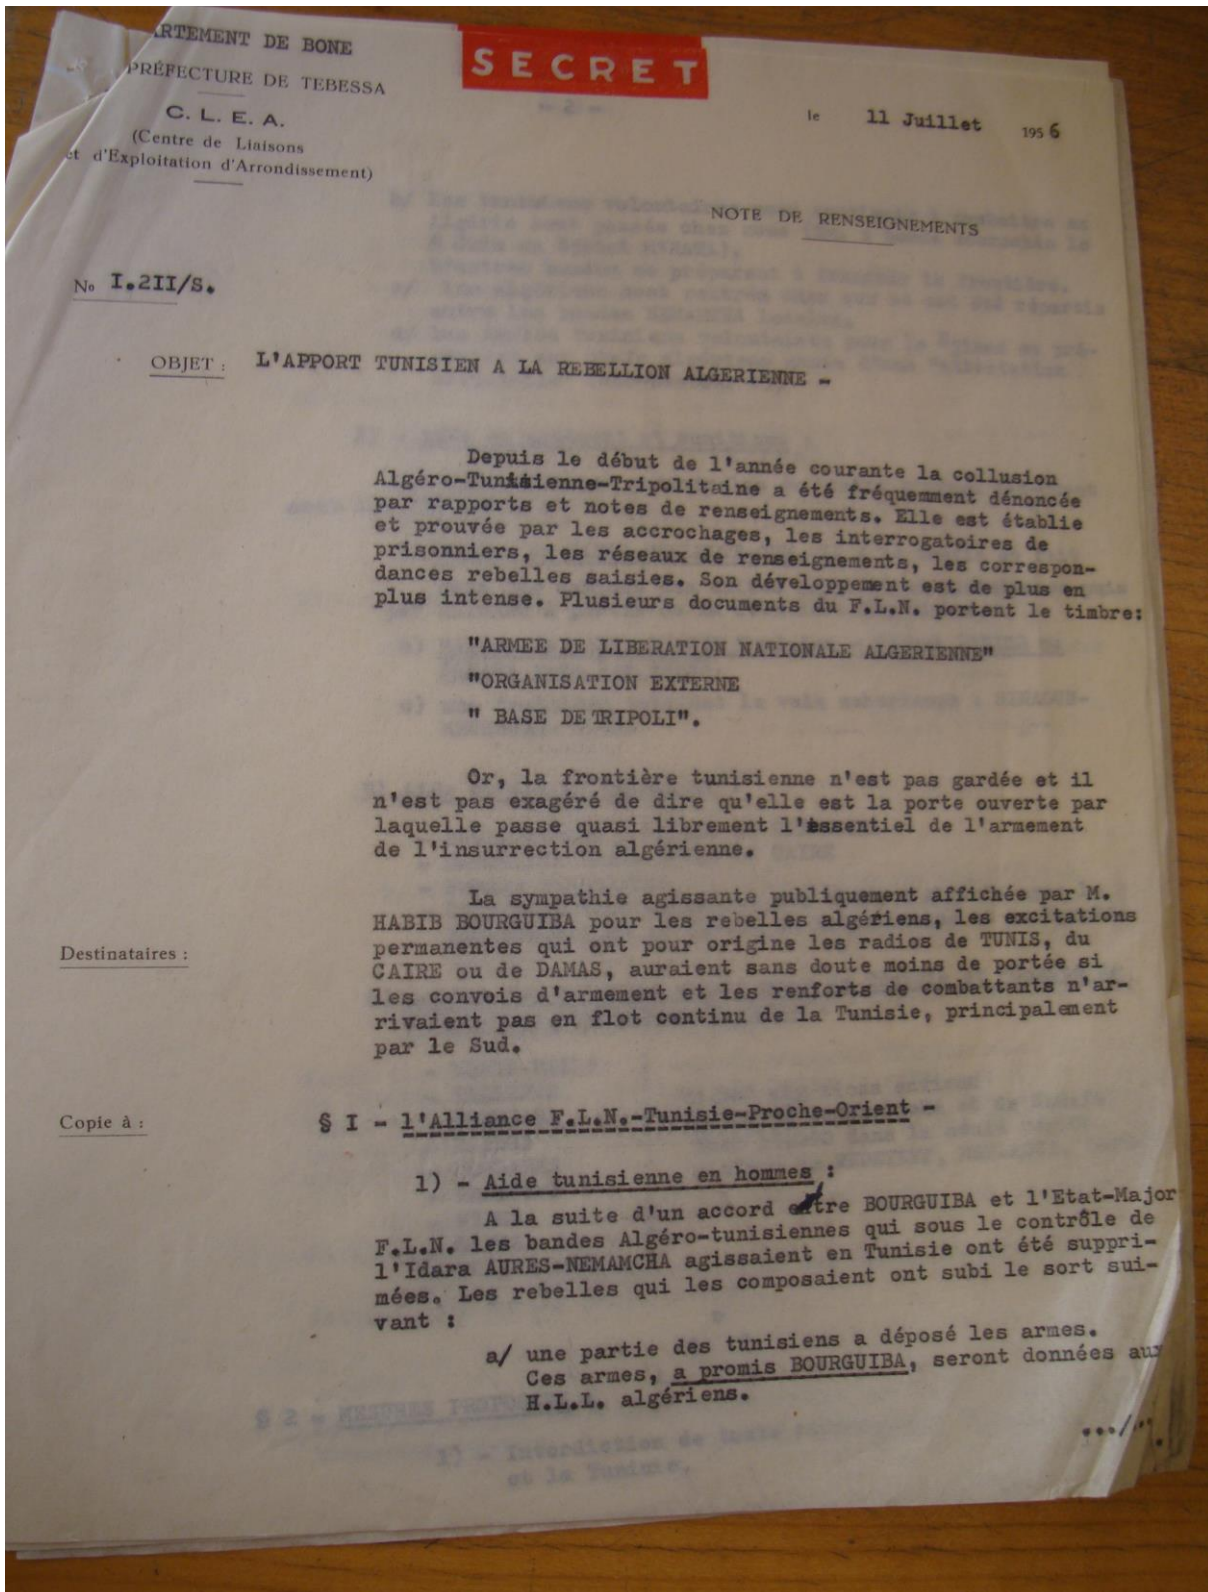 ARTEMENT DE BONE
PRÉFECTURE DE TEBESSA
C. L. E. A.
(Centre de Liaisons
et d'Exploitation d'Arrondissement)
SECRET
le 11 Juillet 1956
NOTE DE RENSEIGNEMENTS
No I.2II/S.
OBJET : L'APPORT TUNISIEN A LA REBELLION ALGERIENNE -
Depuis le début de l'année courante la collusion
Algéro-Tunisienne-Tripolitaine a été fréquemment dénoncée
par rapports et notes de renseignements. Elle est établie
et prouvée par les accrochages, les interrogatoires de
prisonniers, les réseaux de renseignements, les correspon-
dances rebelles saisies. Son développement est de plus en
plus intense. Plusieurs documents du F.L.N. portent le timbre:
"ARMEE DE LIBERATION NATIONALE ALGERIENNE"
"ORGANISATION EXTERNE
" BASE DE TRIPOLI".
Or, la frontière tunisienne n'est pas gardée et il
n'est pas exagéré de dire qu'elle est la porte ouverte par
laquelle passe quasi librement l'essentiel de l'armement
de l'insurrection algérienne.
La sympathie agissante publiquement affichée par M.
HABIB BOURGUIBA pour les rebelles algériens, les excitations
permanentes qui ont pour origine les radios de TUNIS, du
CAIRE ou de DAMAS, auraient sans doute moins de portée si
les convois d'armement et les renforts de combattants n'ar-
rivaient pas en flot continu de la Tunisie, principalement
par le Sud.
Destinataires :
Copie à :
§ I - l'Alliance F.L.N.-Tunisie-Proche-Orient -
1) - Aide tunisienne en hommes :
A la suite d'un accord entre BOURGUIBA et l'Etat-Major
F.L.N. les bandes Algéro-tunisiennes qui sous le contrôle de
l'Idara AURES-NEMAMCHA agissaient en Tunisie ont été suppri-
mées. Les rebelles qui les composaient ont subi le sort sui-
vant :
a/ une partie des tunisiens a déposé les armes.
Ces armes, a promis BOURGUIBA, seront données aux
H.L.L. algériens.
.../...